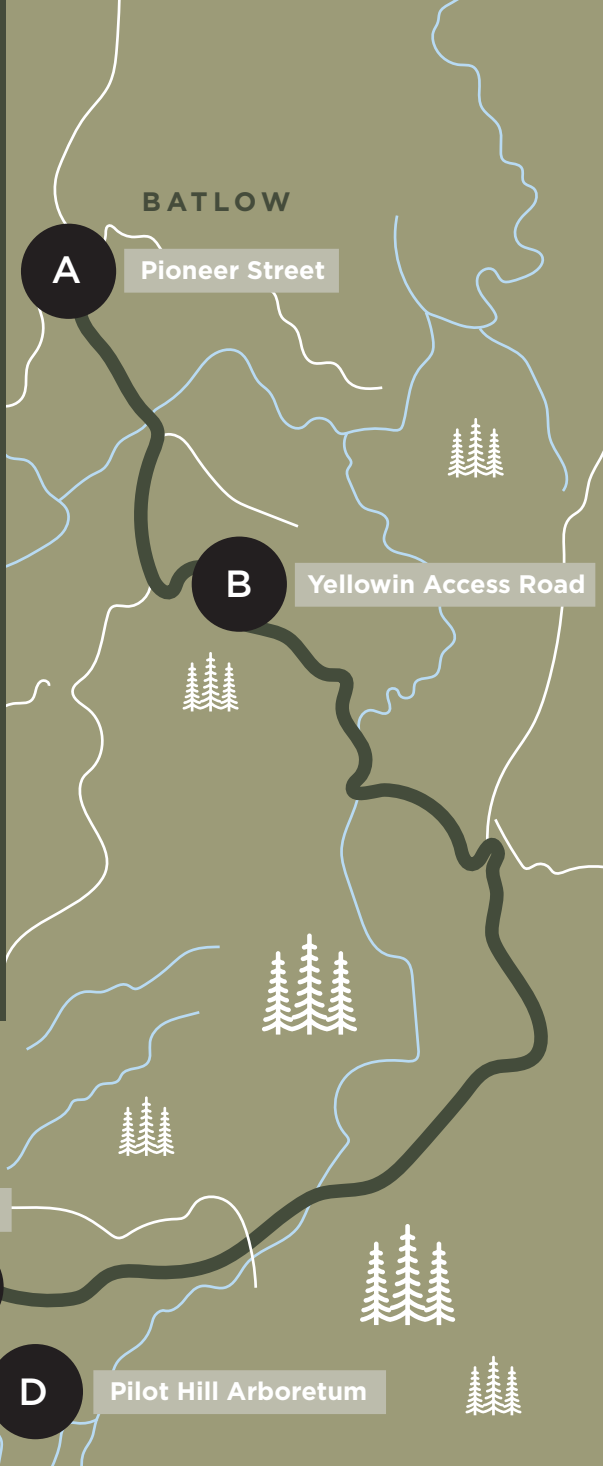 BATLOW
A
Pioneer Street
B
Yellowin Access Road
D
Pilot Hill Arboretum